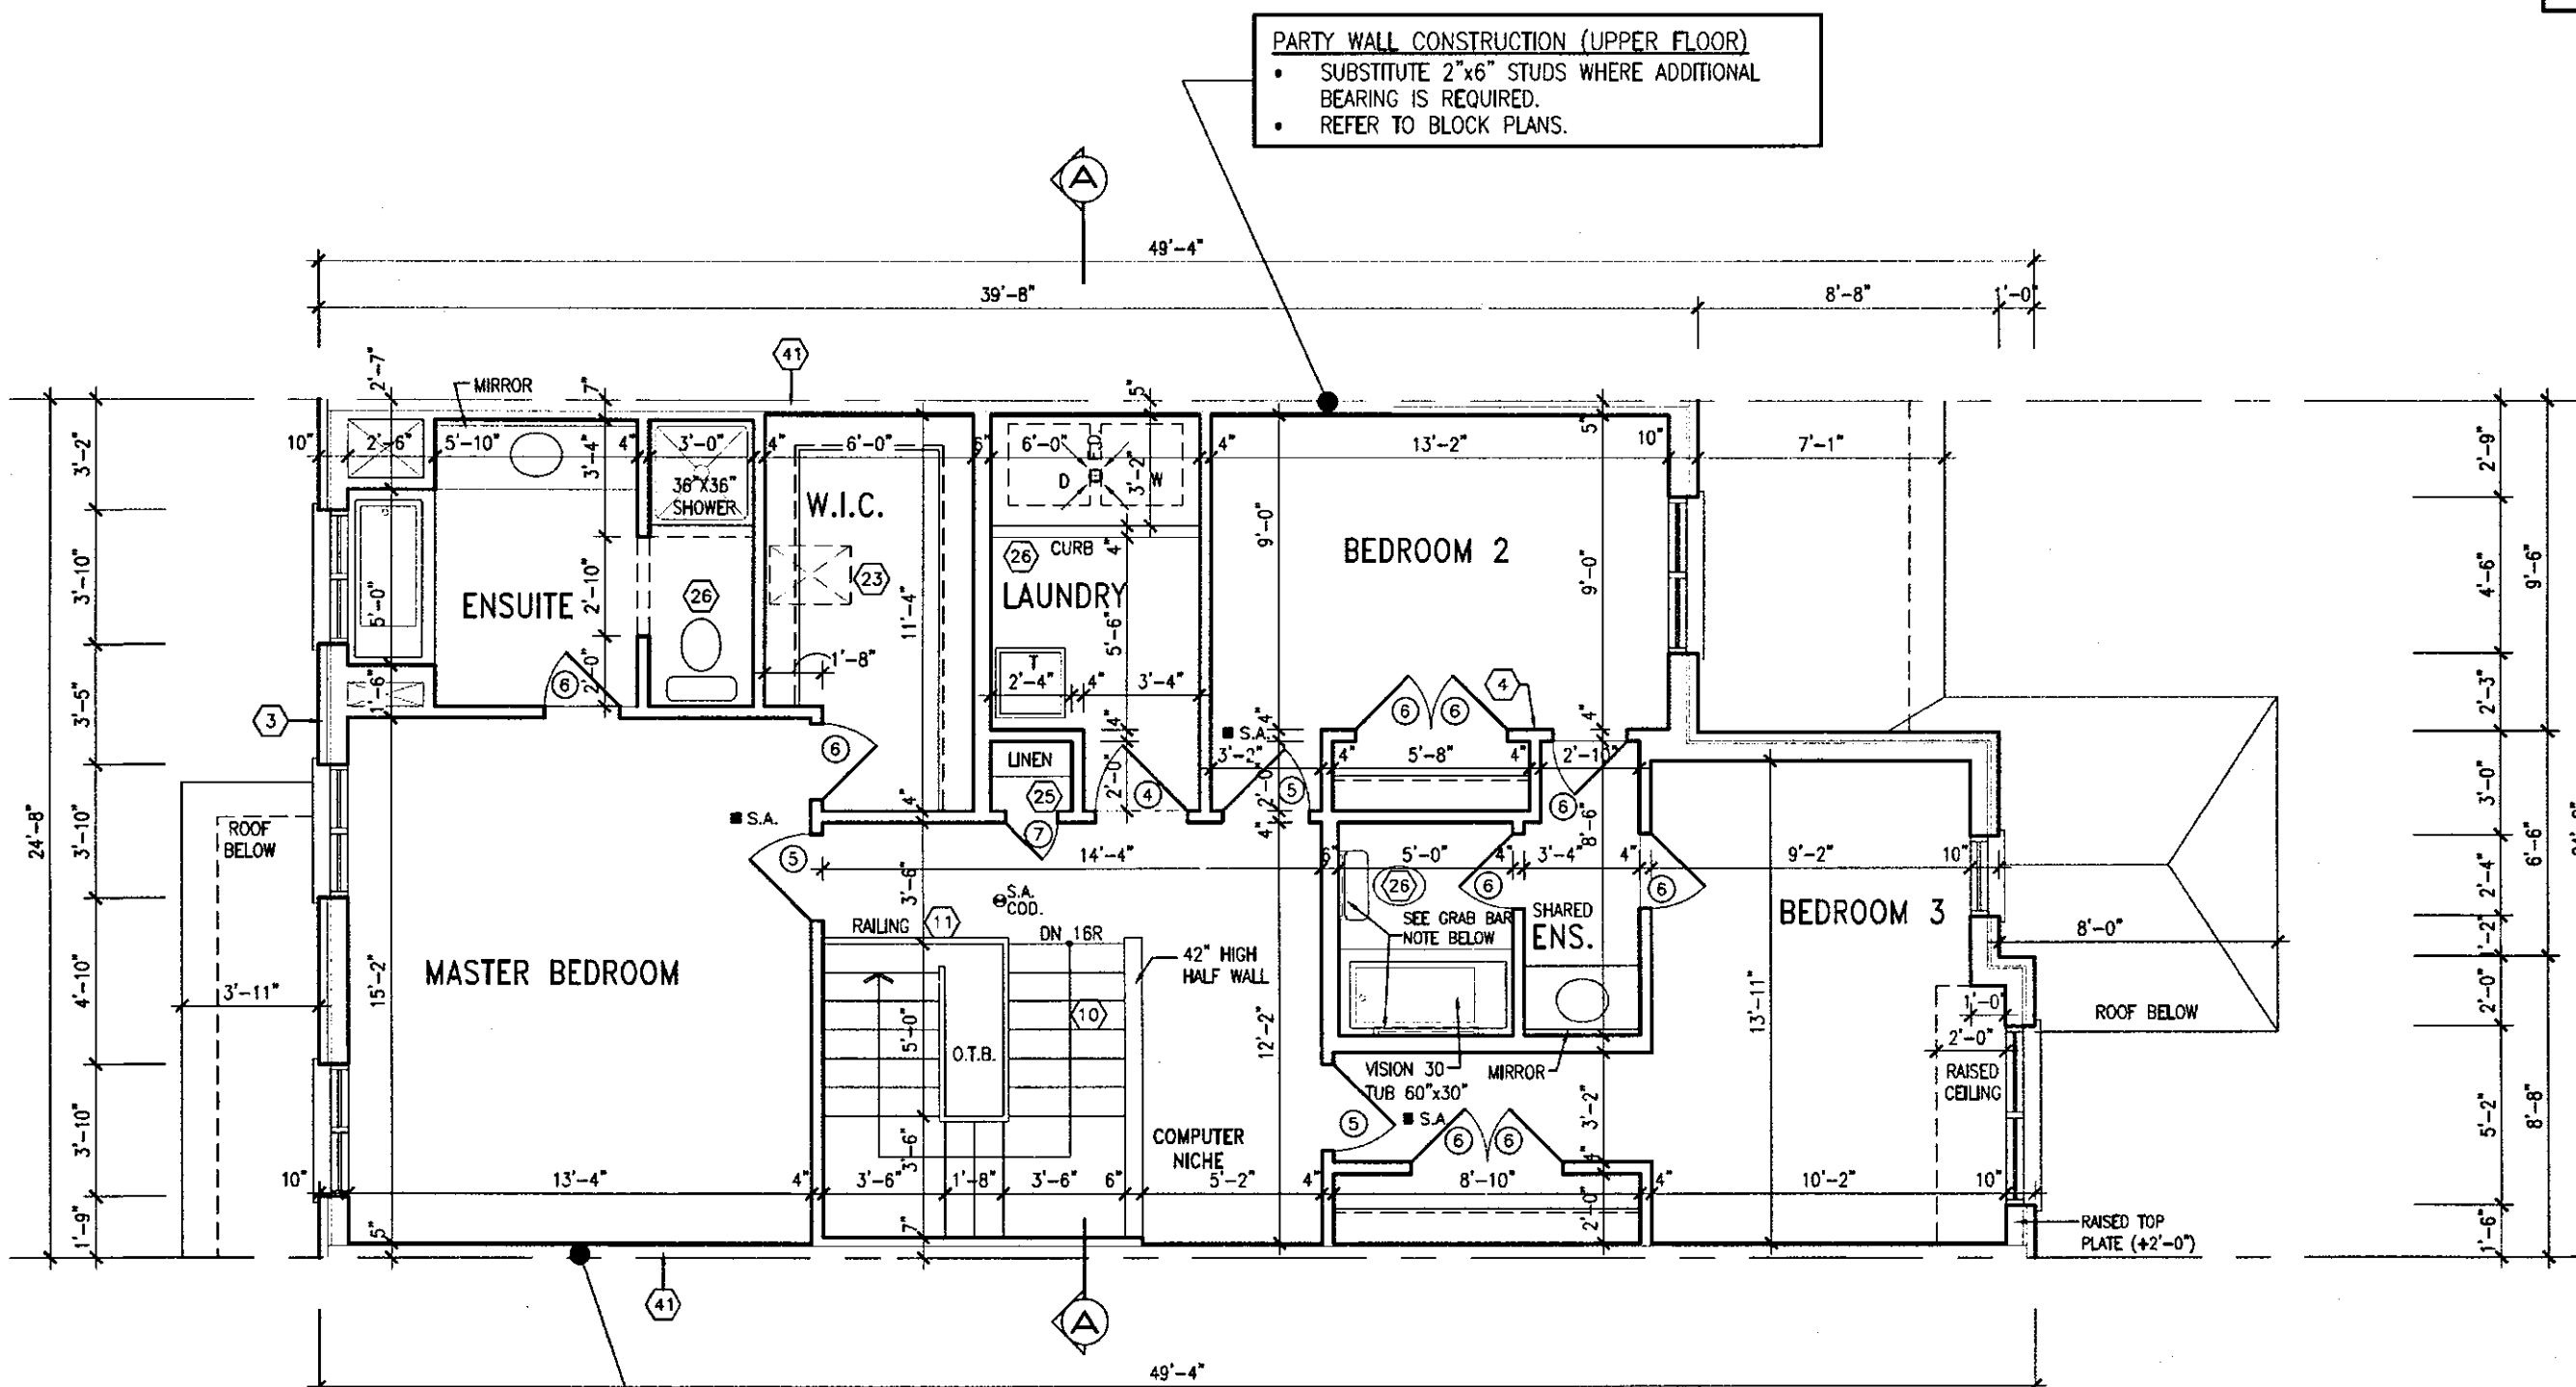 PARTY WALL CONSTRUCTION (UPPER FLOOR)
• SUBSTITUTE 2"x6" STUDS WHERE ADDITIONAL
BEARING IS REQUIRED.
• REFER TO BLOCK PLANS.
A
49'-4"
39'-8" 8'-8" 1'-0"
41
MIRROR
2'-7" 7" 5" 5"
10" 2'-6" 5'-10" 4" 3'-0" 4" 6'-0" 6" 6'-0" 4" 13'-2" 10" 7'-1"
3'-2" 3'-4" 3'-2" 2'-9"
36"X36"
SHOWER
D W
W.I.C.
9'-0"
CURB 4"
26
BEDROOM 2
23
LAUNDRY
ENSUITE
26
3'-10" 5'-0" 2'-10" 11'-4" 5'-6" 9'-0" 4'-6" 9'-6"
1'-8"
T
2'-4" 4" 3'-4"
6 2'-0" 1'-6"
4
6 6
3
3'-5" 4" 4" 4" 2'-3"
S.A.
6
3'-2" 4" 5'-8" 4" 2'-10"
LINEN
25
4" 2'-0" 4 2'-0" 5 6
4"
3'-0"
S.A.
7
ROOF
BELOW
24'-8" 3'-10"
5
14'-4" 6" 5'-0" 4" 3'-4" 8'-6" 4" 9'-2" 10"
6'-6" 2'-4"
3'-6"
S.A.
COD.
26
6 6
SEE GRAB BAR
NOTE BELOW
SHARED
ENS.
BEDROOM 3
RAILING 11 DN 16R
42" HIGH
HALF WALL
8'-0" 1'-2"
MASTER BEDROOM
3'-11"
4'-10" 15'-2" 5'-0" 10 12'-2" 13'-11" 1'-0" 2'-0"
ROOF BELOW
O.T.B.
2'-0"
VISION 30
TUB 60"x30"
MIRROR
RAISED
CEILING
S.A.
5
6 6
3'-2" 5'-2" 8'-8"
COMPUTER
NICHE
3'-10" 3'-6" 4"
10" 13'-4" 4" 3'-6" 1'-8" 3'-6" 6" 5'-2" 4" 8'-10" 4" 10'-2" 10"
1'-9" 5" 7" 2'-0" 1'-6"
RAISED TOP
PLATE (+2'-0")
41
A
49'-4"